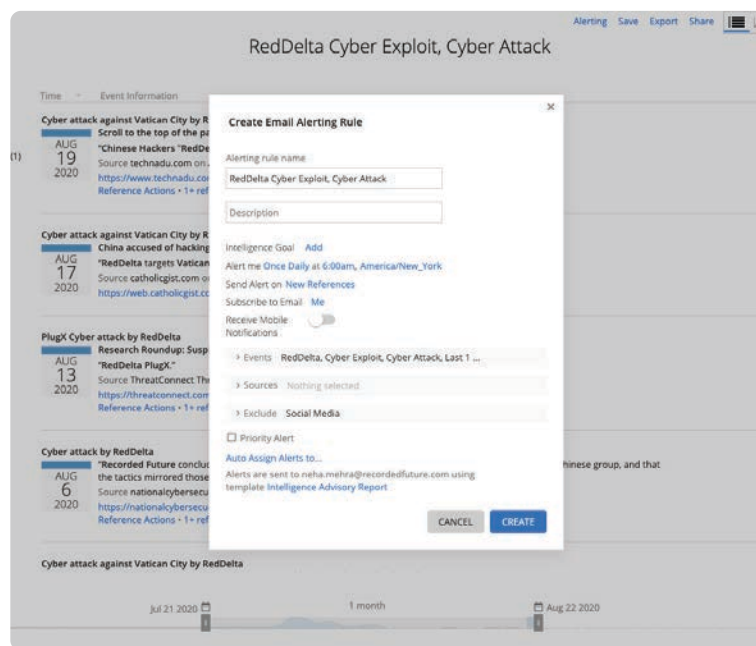 Alerting Save Export Share
RedDelta Cyber Exploit, Cyber Attack
Time Event Information
Cyber attack against Vatican City by R
Scroll to the top of the pa
AUG
19
2020
(1)
"Chinese Hackers "RedDe
Source technadu.com on
https://www.technadu.co
Reference Actions • 1+ ref
Cyber attack against Vatican City by R
China accused of hacking
AUG
17
2020
"RedDelta targets Vatican
Source catholicgist.com o
https://web.catholicgist.cc
PlugX Cyber attack by RedDelta
Research Roundup: Susp
AUG
13
2020
"RedDelta PlugX."
Source ThreatConnect Thr
https://threatconnect.com
Reference Actions • 1+ ref
Cyber attack by RedDelta
AUG
6
2020
"Recorded Future conclud
hinese group, and that
the tactics mirrored those
Source nationalcybersecu
https://nationalcybersecu
Reference Actions • 1+ ref
Cyber attack against Vatican City by RedDelta
Jul 21 2020
1 month
Aug 22 2020
×
Create Email Alerting Rule
Alerting rule name
RedDelta Cyber Exploit, Cyber Attack
Description
Intelligence Goal Add
Alert me Once Daily at 6:00am, America/New_York
Send Alert on New References
Subscribe to Email Me
Receive Mobile
Notifications
› Events RedDelta, Cyber Exploit, Cyber Attack, Last 1 ...
› Sources Nothing selected
› Exclude Social Media
Priority Alert
Auto Assign Alerts to...
Alerts are sent to neha.mehra@recordedfuture.com using
template Intelligence Advisory Report
CANCEL CREATE